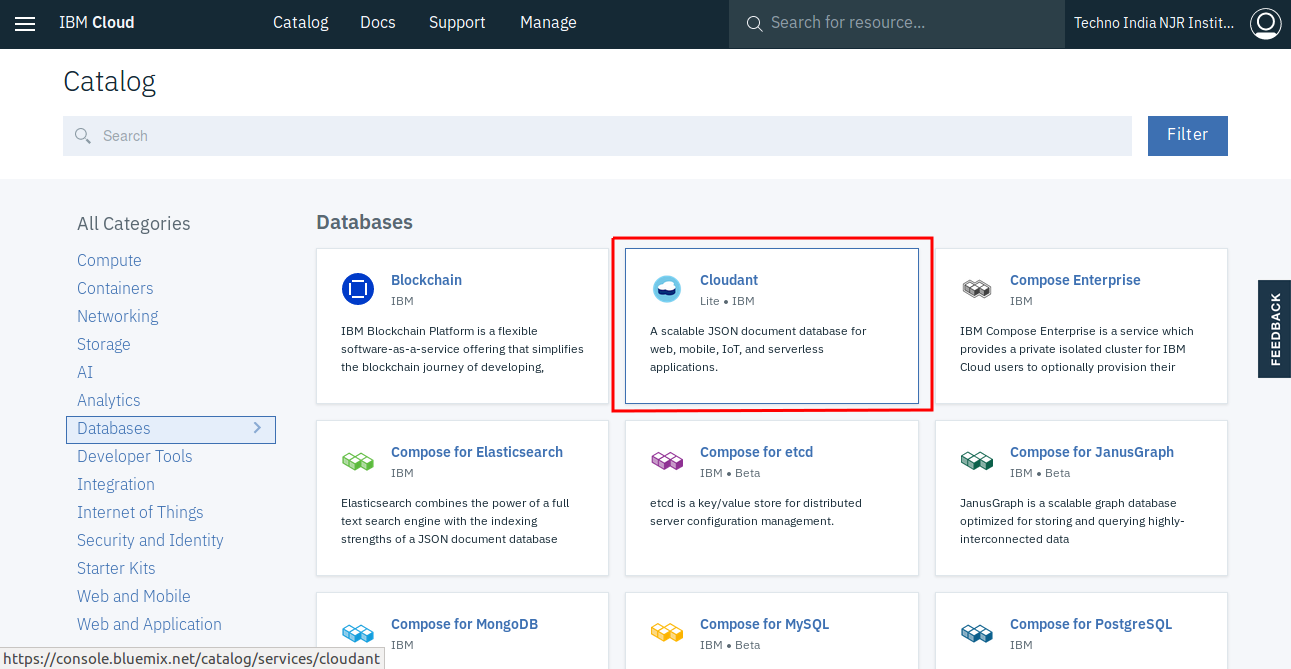 IBM Cloud
Catalog
Docs
Support
Manage
Search for resource...
Techno India NJR Instit...
Catalog
Search
Filter
All Categories
Compute
Containers
Networking
Storage
AI
Analytics
Databases
Developer Tools
Integration
Internet of Things
Security and Identity
Starter Kits
Web and Mobile
Web and Application
Databases
Blockchain
IBM
IBM Blockchain Platform is a flexible
software-as-a-service offering that simplifies
the blockchain journey of developing,
Cloudant
Lite • IBM
A scalable JSON document database for
web, mobile, IoT, and serverless
applications.
Compose Enterprise
IBM
IBM Compose Enterprise is a service which
provides a private isolated cluster for IBM
Cloud users to optionally provision their
Compose for Elasticsearch
IBM
Elasticsearch combines the power of a full
text search engine with the indexing
strengths of a JSON document database
Compose for etcd
IBM • Beta
etcd is a key/value store for distributed
server configuration management.
Compose for JanusGraph
IBM • Beta
JanusGraph is a scalable graph database
optimized for storing and querying highly-
interconnected data
Compose for MongoDB
IBM
Compose for MySQL
IBM • Beta
Compose for PostgreSQL
IBM
FEEDBACK
https://console.bluemix.net/catalog/services/cloudant